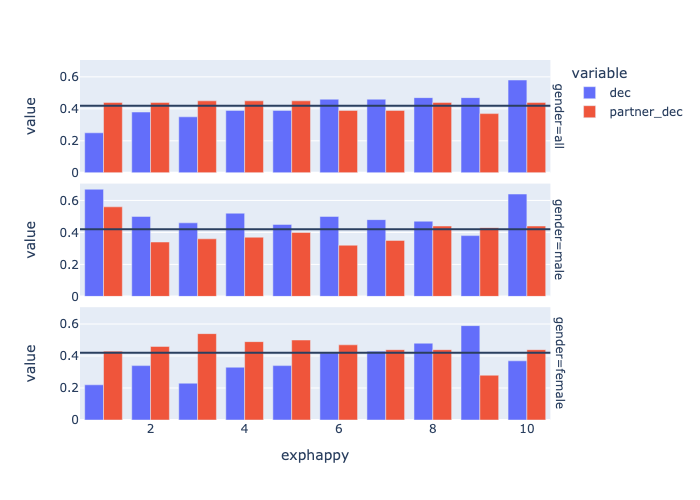 variable
dec
partner_dec
value
0.6
0.4
0.2
0
gender=all
value
0.6
0.4
0.2
0
gender=male
value
0.6
0.4
0.2
0
gender=female
2
4
6
8
10
exphappy